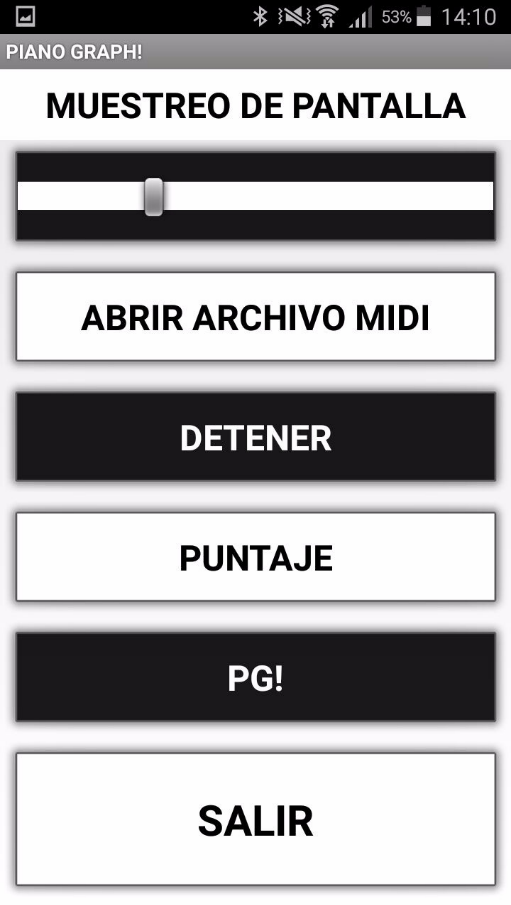 53% 14:10
PIANO GRAPH!
MUESTREO DE PANTALLA
ABRIR ARCHIVO MIDI
DETENER
PUNTAJE
PG!
SALIR